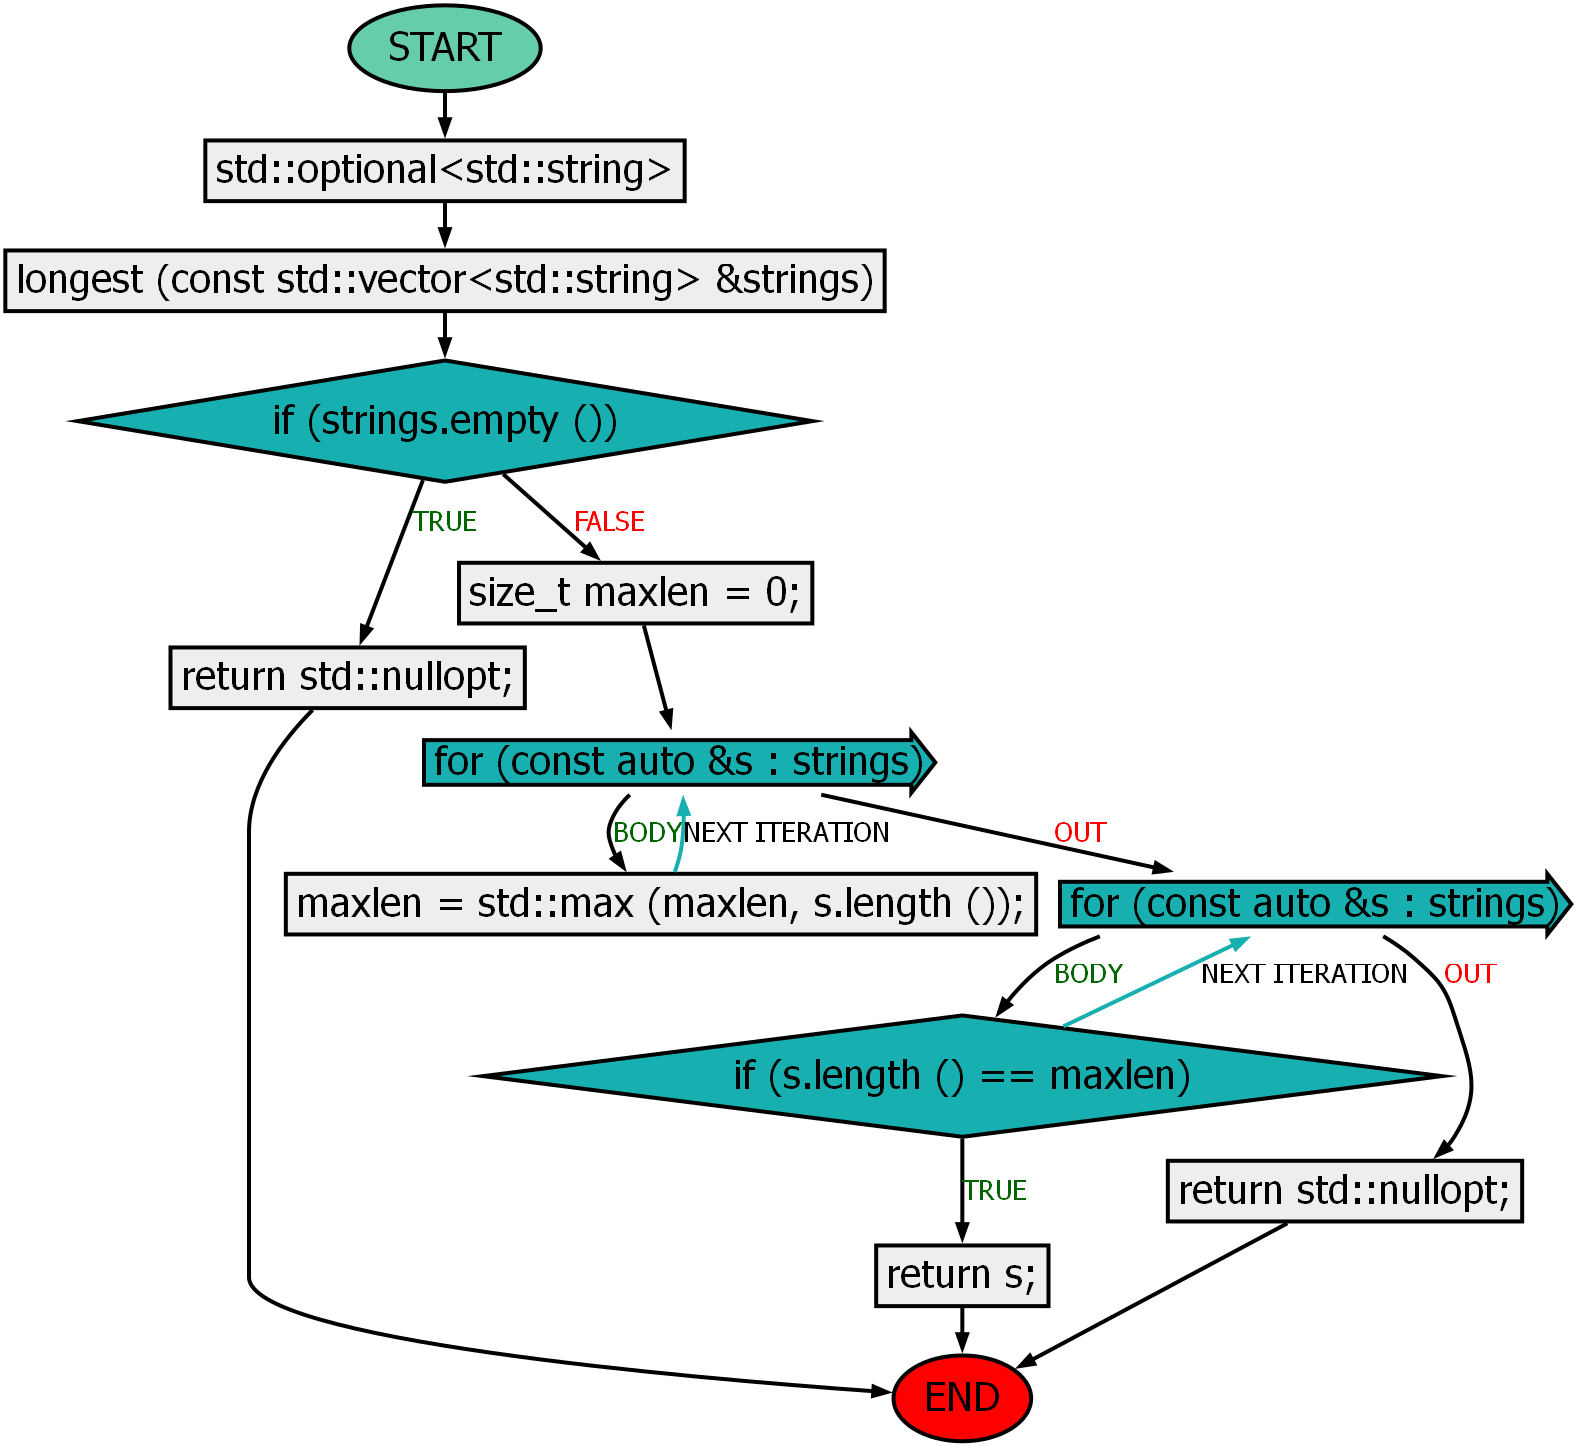 START
std::optional<std::string>
longest (const std::vector<std::string> &strings)
if (strings.empty ())
TRUE
FALSE
size_t maxlen = 0;
return std::nullopt;
for (const auto &s : strings)
BODY
NEXT ITERATION
OUT
maxlen = std::max (maxlen, s.length ());
for (const auto &s : strings)
BODY
NEXT ITERATION
OUT
if (s.length () == maxlen)
TRUE
return std::nullopt;
return s;
END